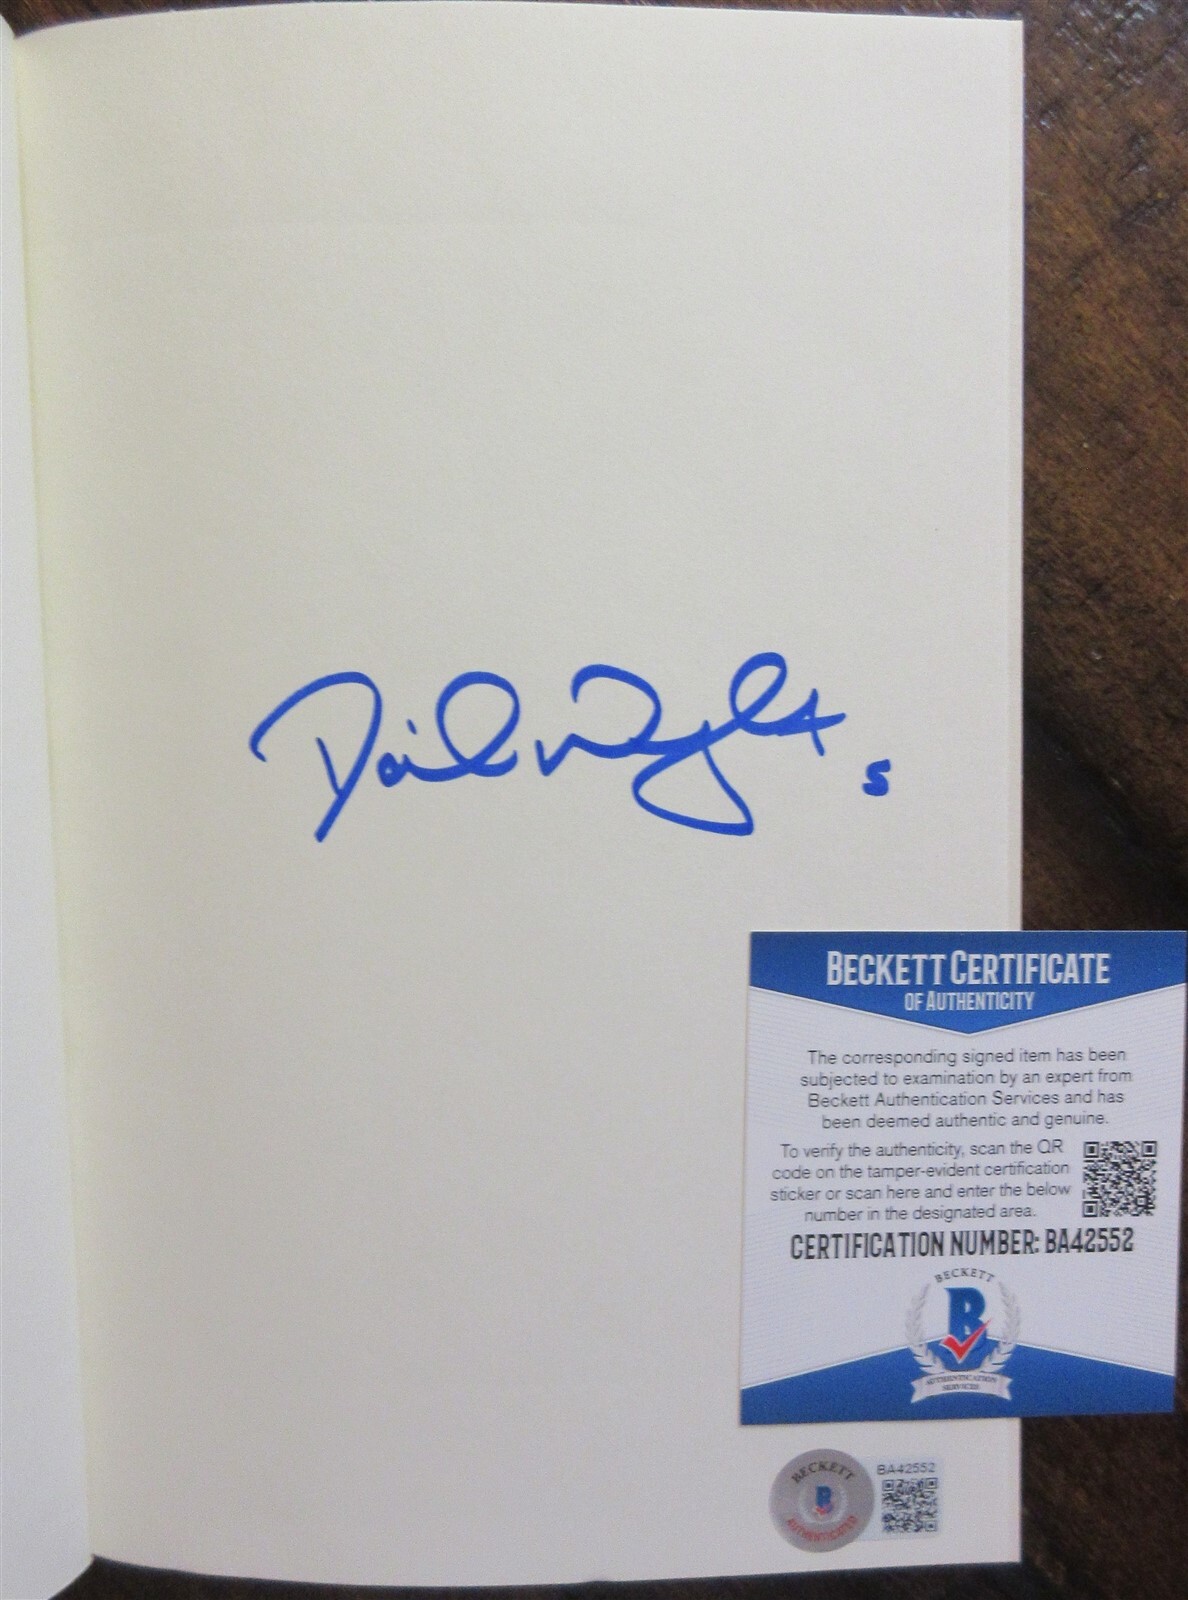 David Wright
5
BECKETT CERTIFICATE
OF AUTHENTICITY
The corresponding signed item has been
subjected to examination by an expert from
Beckett Authentication Services and has
been deemed authentic and genuine.
To verify the authenticity, scan the QR
code on the tamper-evident certification
sticker or scan here and enter the below
number in the designated area.
CERTIFICATION NUMBER: BA42552
BECKETT
B
AUTHENTICATION
SERVICES
BECKETT
B
AUTHENTICATED
BA42552